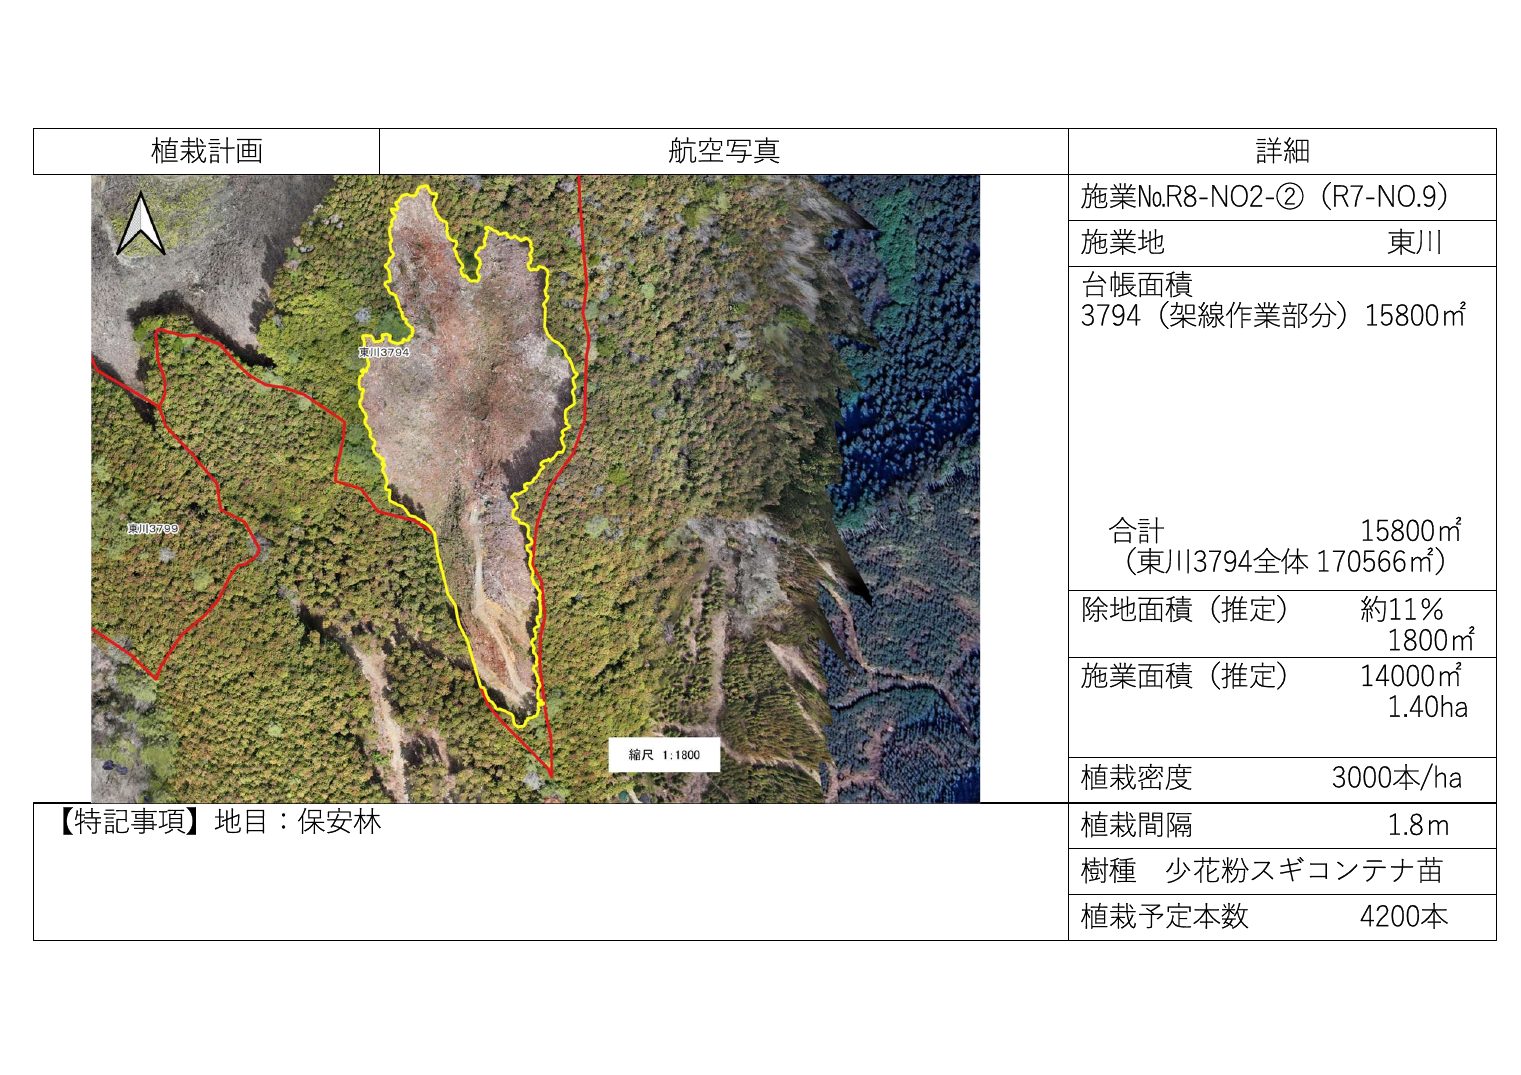 植栽計画
航空写真
詳細
施業№R8-NO2-②（R7-NO.9）
施業地 東川
台帳面積
3794（架線作業部分）15800㎡
合計 15800㎡
（東川3794全体 170566㎡）
除地面積（推定） 約11%
1800㎡
施業面積（推定） 14000㎡
1.40ha
植栽密度 3000本/ha
植栽間隔 1.8m
樹種 少花粉スギコンテナ苗
植栽予定本数 4200本
東川3794
東川3799
縮尺 1:1800
【特記事項】地目：保安林